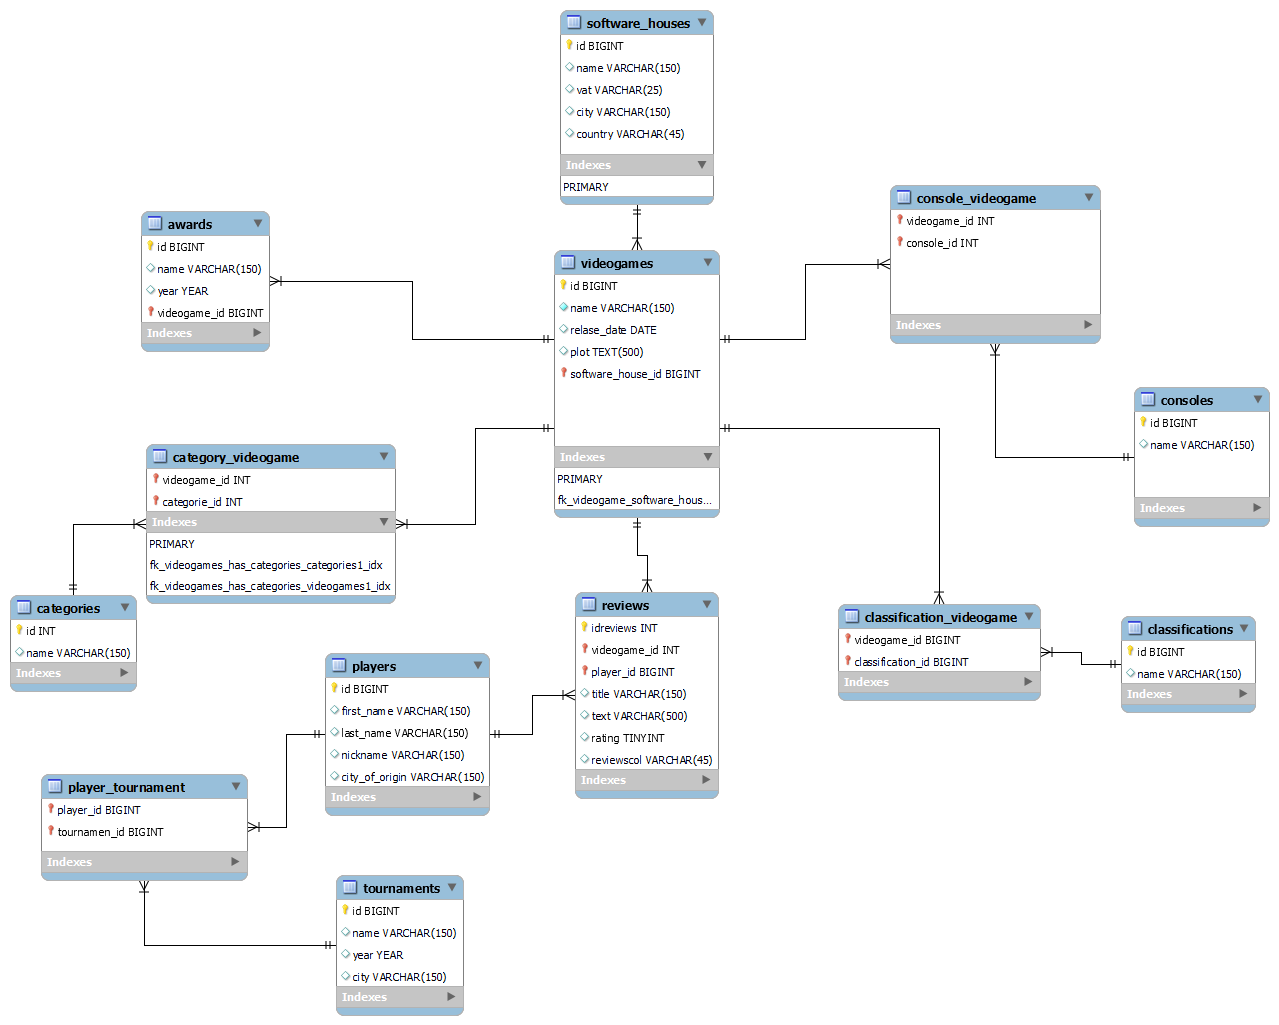 software_houses
id BIGINT
name VARCHAR(150)
vat VARCHAR(25)
city VARCHAR(150)
country VARCHAR(45)
Indexes
PRIMARY
console_videogame
videogame_id INT
console_id INT
Indexes
awards
id BIGINT
name VARCHAR(150)
year YEAR
videogame_id BIGINT
Indexes
videogames
id BIGINT
name VARCHAR(150)
relase_date DATE
plot TEXT(500)
software_house_id BIGINT
Indexes
PRIMARY
fk_videogame_software_hous...
consoles
id BIGINT
name VARCHAR(150)
Indexes
category_videogame
videogame_id INT
categorie_id INT
Indexes
PRIMARY
fk_videogames_has_categories_categories1_idx
fk_videogames_has_categories_videogames1_idx
categories
id INT
name VARCHAR(150)
Indexes
reviews
idreviews INT
videogame_id INT
player_id BIGINT
title VARCHAR(150)
text VARCHAR(500)
rating TINYINT
reviewscol VARCHAR(45)
Indexes
classification_videogame
videogame_id BIGINT
classification_id BIGINT
Indexes
classifications
id BIGINT
name VARCHAR(150)
Indexes
players
id BIGINT
first_name VARCHAR(150)
last_name VARCHAR(150)
nickname VARCHAR(150)
city_of_origin VARCHAR(150)
Indexes
player_tournament
player_id BIGINT
tournamen_id BIGINT
Indexes
tournaments
id BIGINT
name VARCHAR(150)
year YEAR
city VARCHAR(150)
Indexes